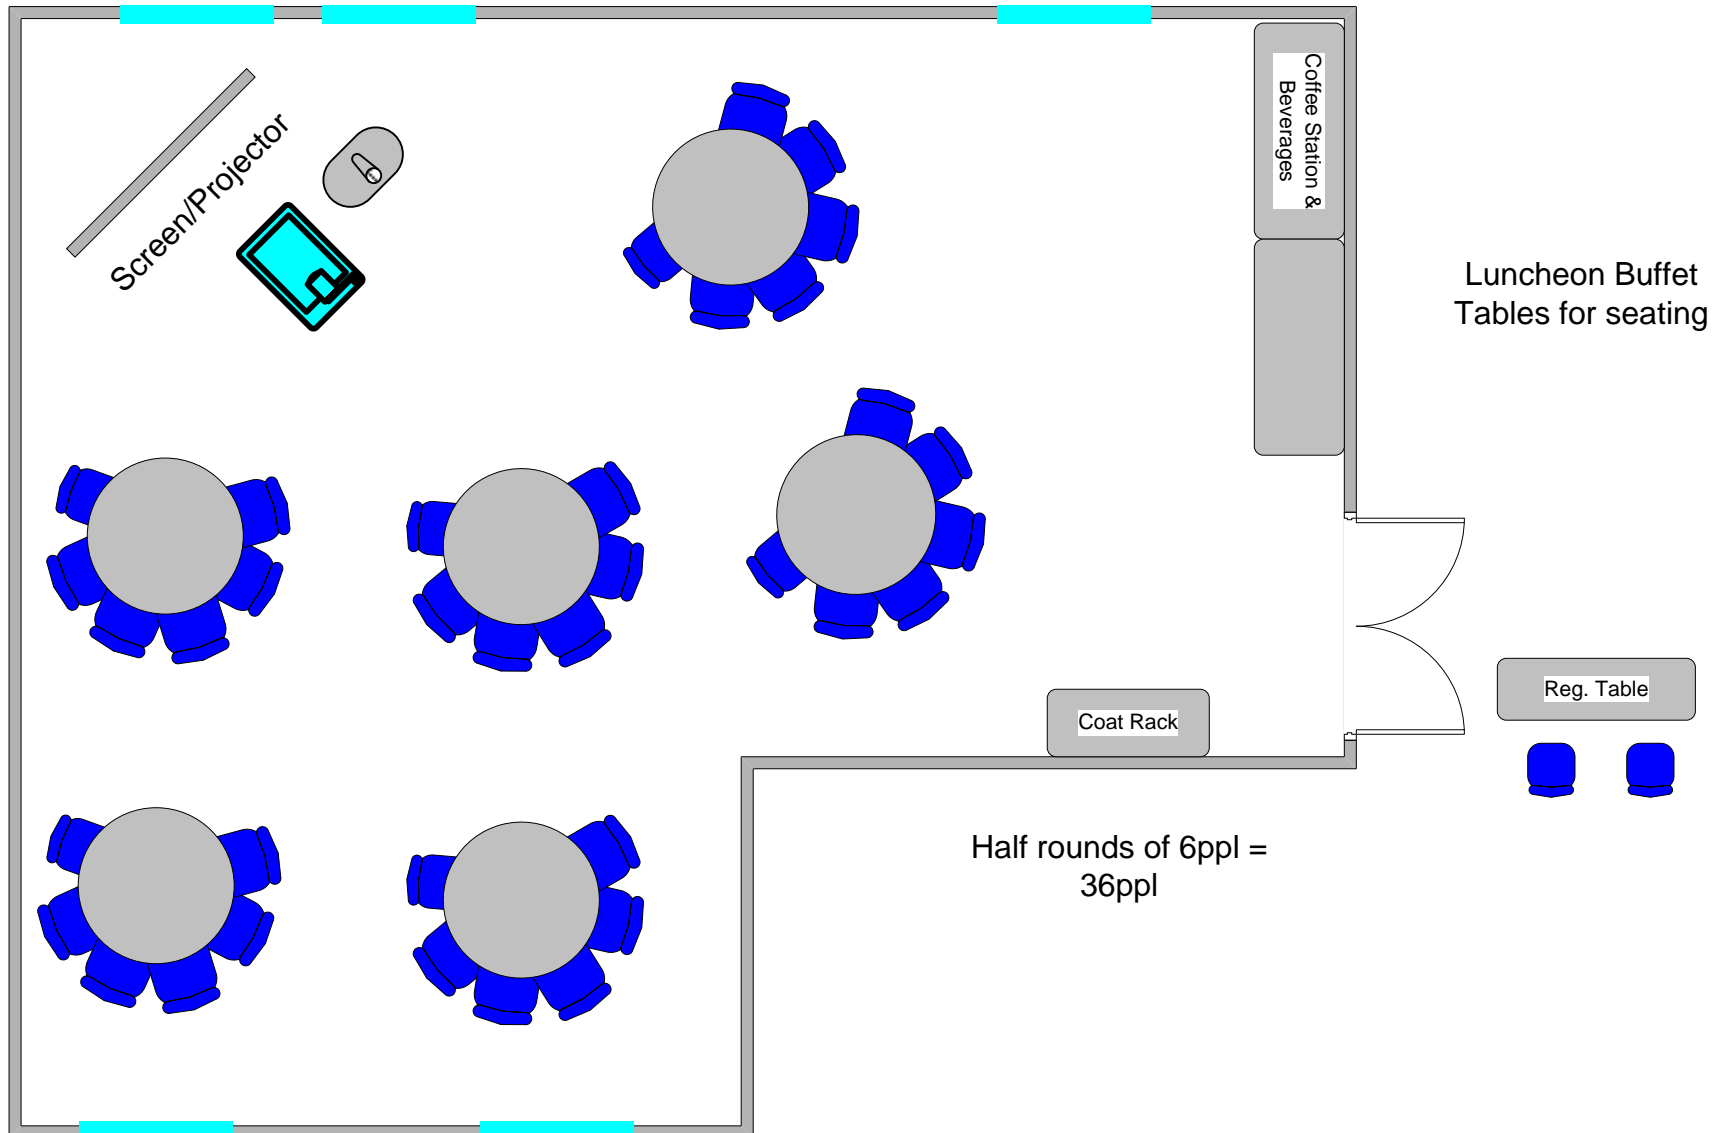 Screen/Projector
Coffee Station &
Beverages
Luncheon Buffet
Tables for seating
Reg. Table
Coat Rack
Half rounds of 6ppl =
36ppl